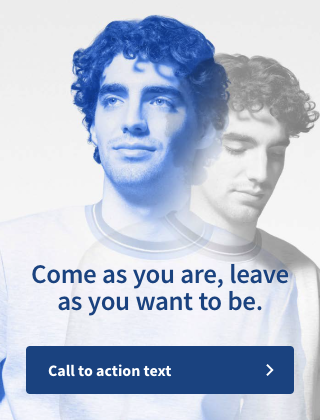 Come as you are, leave
as you want to be.
Call to action text